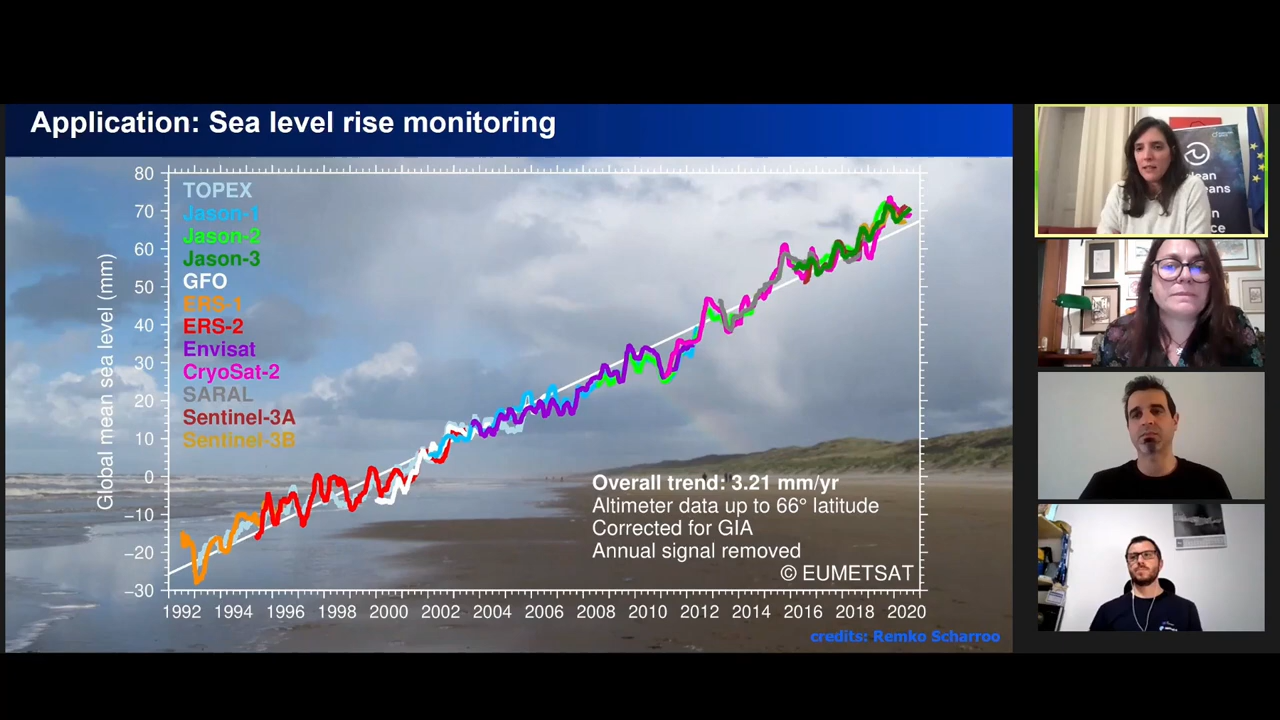 Application: Sea level rise monitoring
80
70
60
50
40
30
20
10
0
−10
−20
−30
Global mean sea level (mm)
TOPEX
Jason-1
Jason-2
Jason-3
GFO
ERS-1
ERS-2
Envisat
CryoSat-2
SARAL
Sentinel-3A
Sentinel-3B
Overall trend: 3.21 mm/yr
Altimeter data up to 66° latitude
Corrected for GIA
Annual signal removed
© EUMETSAT
1992 1994 1996 1998 2000 2002 2004 2006 2008 2010 2012 2014 2016 2018 2020
credits: Remko Scharroo